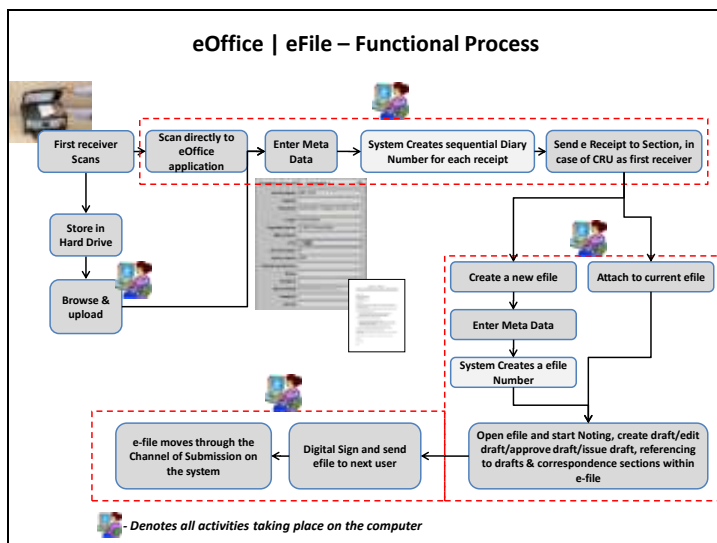 eOffice | eFile – Functional Process
First receiver
Scans
Scan directly to
eOffice
application
Enter Meta
Data
System Creates sequential Diary
Number for each receipt
Send e Receipt to Section, in
case of CRU as first receiver
Store in
Hard Drive
Browse &
upload
Create a new efile
Attach to current efile
Enter Meta Data
System Creates a efile
Number
Open efile and start Noting, create draft/edit
draft/approve draft/issue draft, referencing
to drafts & correspondence sections within
e-file
Digital Sign and send
efile to next user
e-file moves through the
Channel of Submission on
the system
- Denotes all activities taking place on the computer